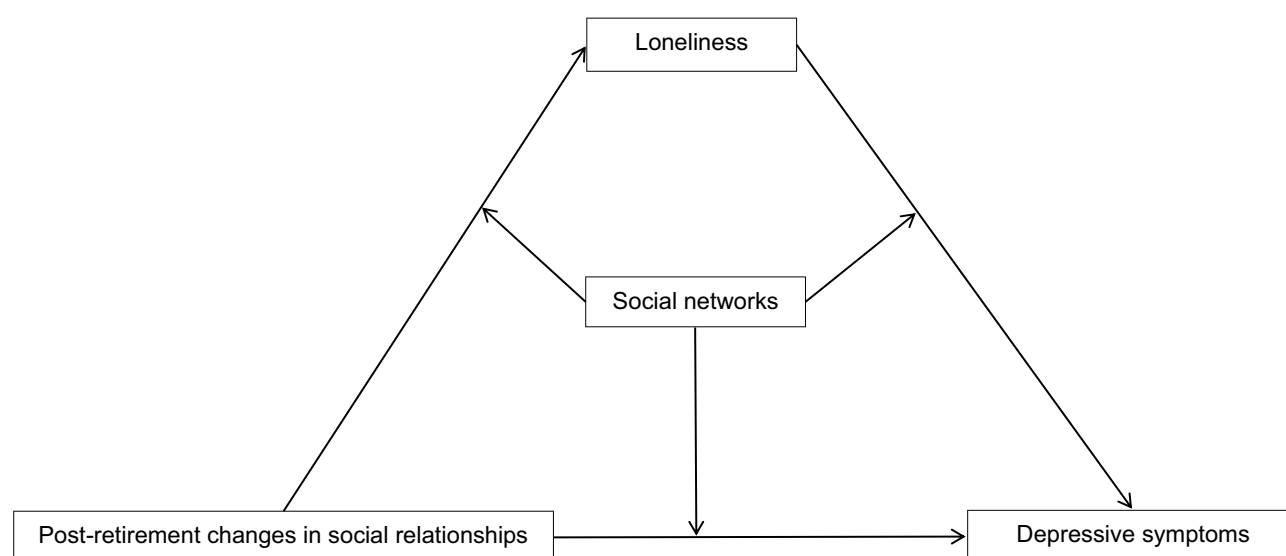 Loneliness
Social networks
Post-retirement changes in social relationships
Depressive symptoms